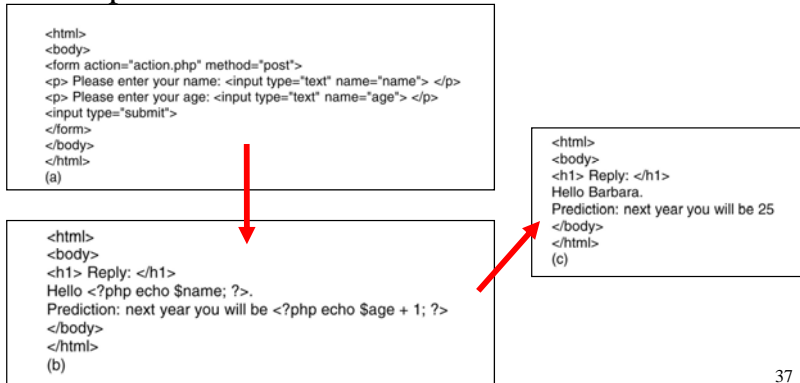 <html>
<body>
<form action="action.php" method="post">
<p> Please enter your name: <input type="text" name="name"> </p>
<p> Please enter your age: <input type="text" name="age"> </p>
<input type="submit">
</form>
</body>
</html>
(a)
<html>
<body>
<h1> Reply: </h1>
Hello <?php echo $name; ?>.
Prediction: next year you will be <?php echo $age + 1; ?>
</body>
</html>
(b)
<html>
<body>
<h1> Reply: </h1>
Hello Barbara.
Prediction: next year you will be 25
</body>
</html>
(c)
37